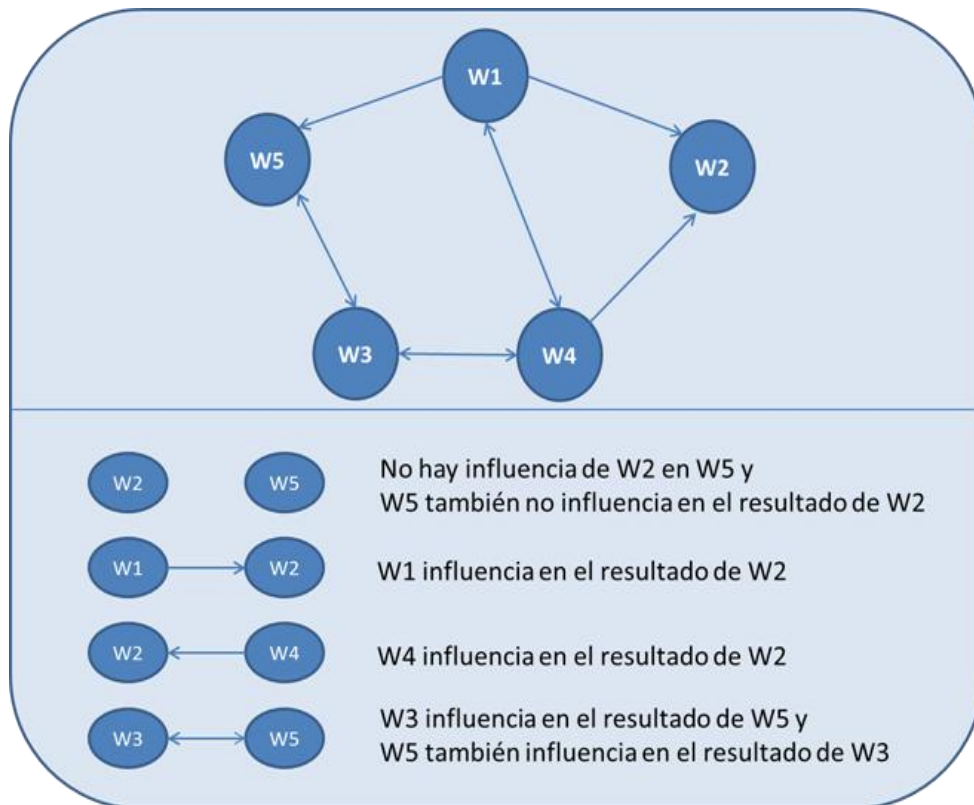 W1
W5
W2
W3
W4
W2
W5
No hay influencia de W2 en W5 y
W5 también no influencia en el resultado de W2
W1
W2
W1 influencia en el resultado de W2
W2
W4
W4 influencia en el resultado de W2
W3
W5
W3 influencia en el resultado de W5 y
W5 también influencia en el resultado de W3